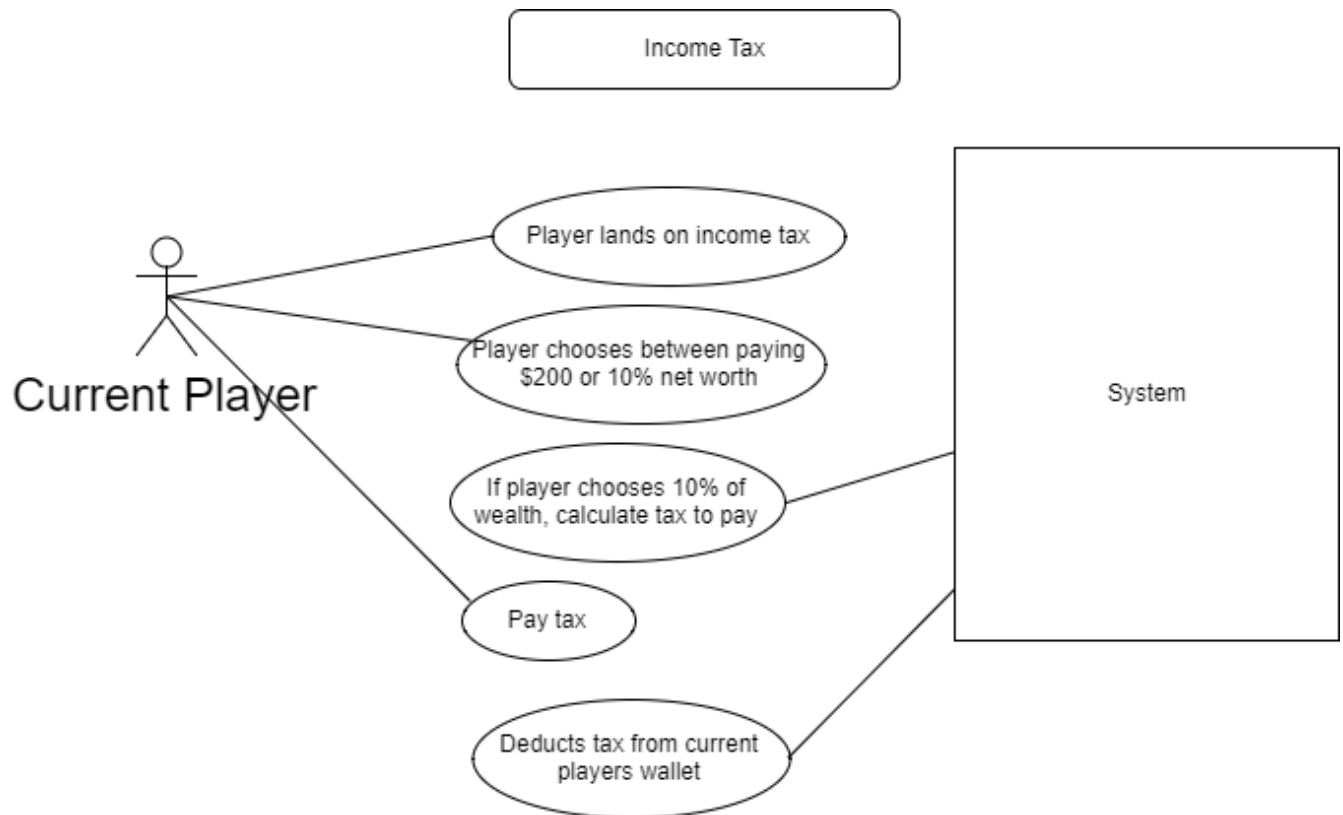 Income Tax
Player lands on income tax
Player chooses between paying
$200 or 10% net worth
Current Player
System
If player chooses 10% of
wealth, calculate tax to pay
Pay tax
Deducts tax from current
players wallet